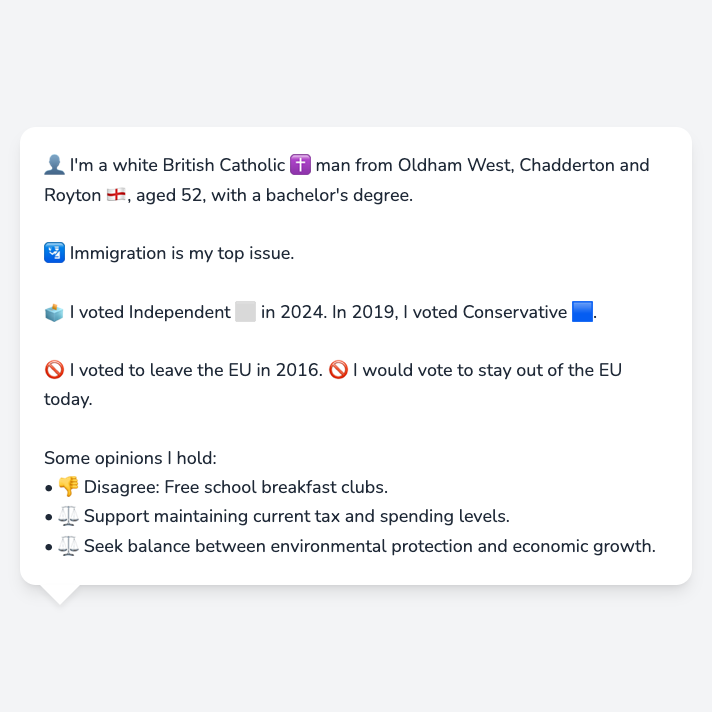 👤 I'm a white British Catholic ✝️ man from Oldham West, Chadderton and
Royton 🏴󠁧󠁢󠁥󠁮󠁧󠁿, aged 52, with a bachelor's degree.
🛂 Immigration is my top issue.
🗳️ I voted Independent ⬜ in 2024. In 2019, I voted Conservative 🟦.
🚫 I voted to leave the EU in 2016. 🚫 I would vote to stay out of the EU
today.
Some opinions I hold:
• 👎 Disagree: Free school breakfast clubs.
• ⚖️ Support maintaining current tax and spending levels.
• ⚖️ Seek balance between environmental protection and economic growth.